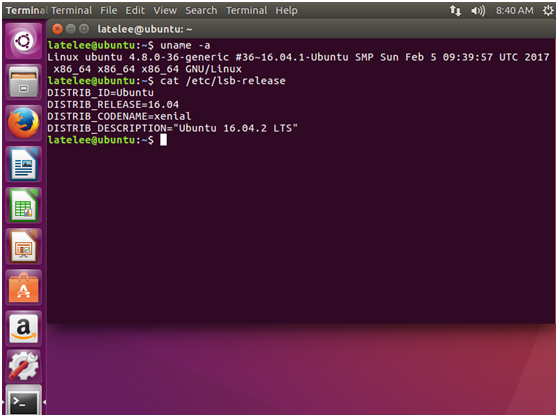 Terminal Terminal File Edit View Search Terminal Help 8:40 AM
latelee@ubuntu: ~
latelee@ubuntu:~$ uname -a
Linux ubuntu 4.8.0-36-generic #36~16.04.1-Ubuntu SMP Sun Feb 5 09:39:57 UTC 2017
x86_64 x86_64 x86_64 GNU/Linux
latelee@ubuntu:~$ cat /etc/lsb-release
DISTRIB_ID=Ubuntu
DISTRIB_RELEASE=16.04
DISTRIB_CODENAME=xenial
DISTRIB_DESCRIPTION="Ubuntu 16.04.2 LTS"
latelee@ubuntu:~$